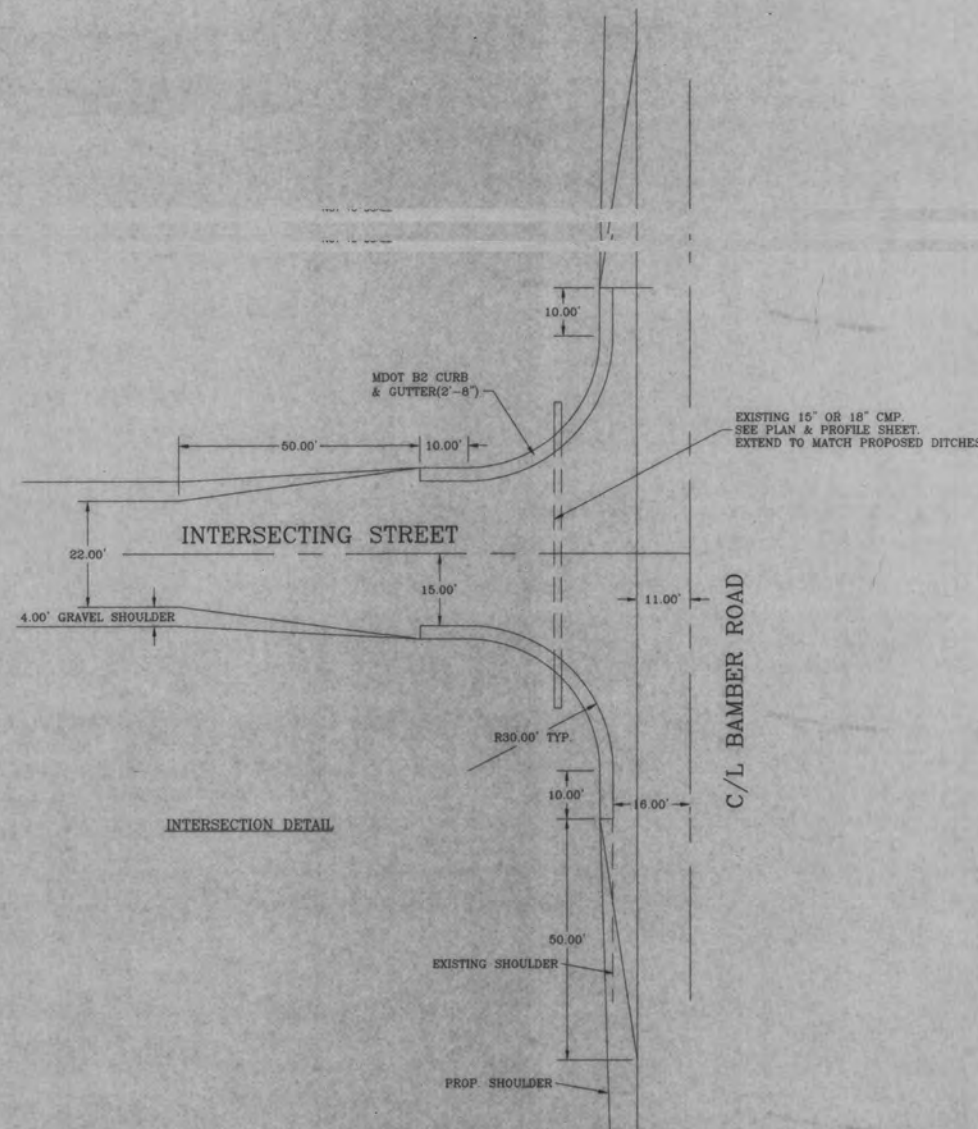 10.00'
MDOT B2 CURB
& GUTTER(2'-8")
EXISTING 15" OR 18" CMP.
SEE PLAN & PROFILE SHEET.
EXTEND TO MATCH PROPOSED DITCHES
50.00'
10.00'
INTERSECTING STREET
22.00'
15.00'
11.00'
4.00' GRAVEL SHOULDER
C/L BAMBER ROAD
R30.00' TYP.
10.00'
16.00'
INTERSECTION DETAIL
50.00'
EXISTING SHOULDER
PROP. SHOULDER